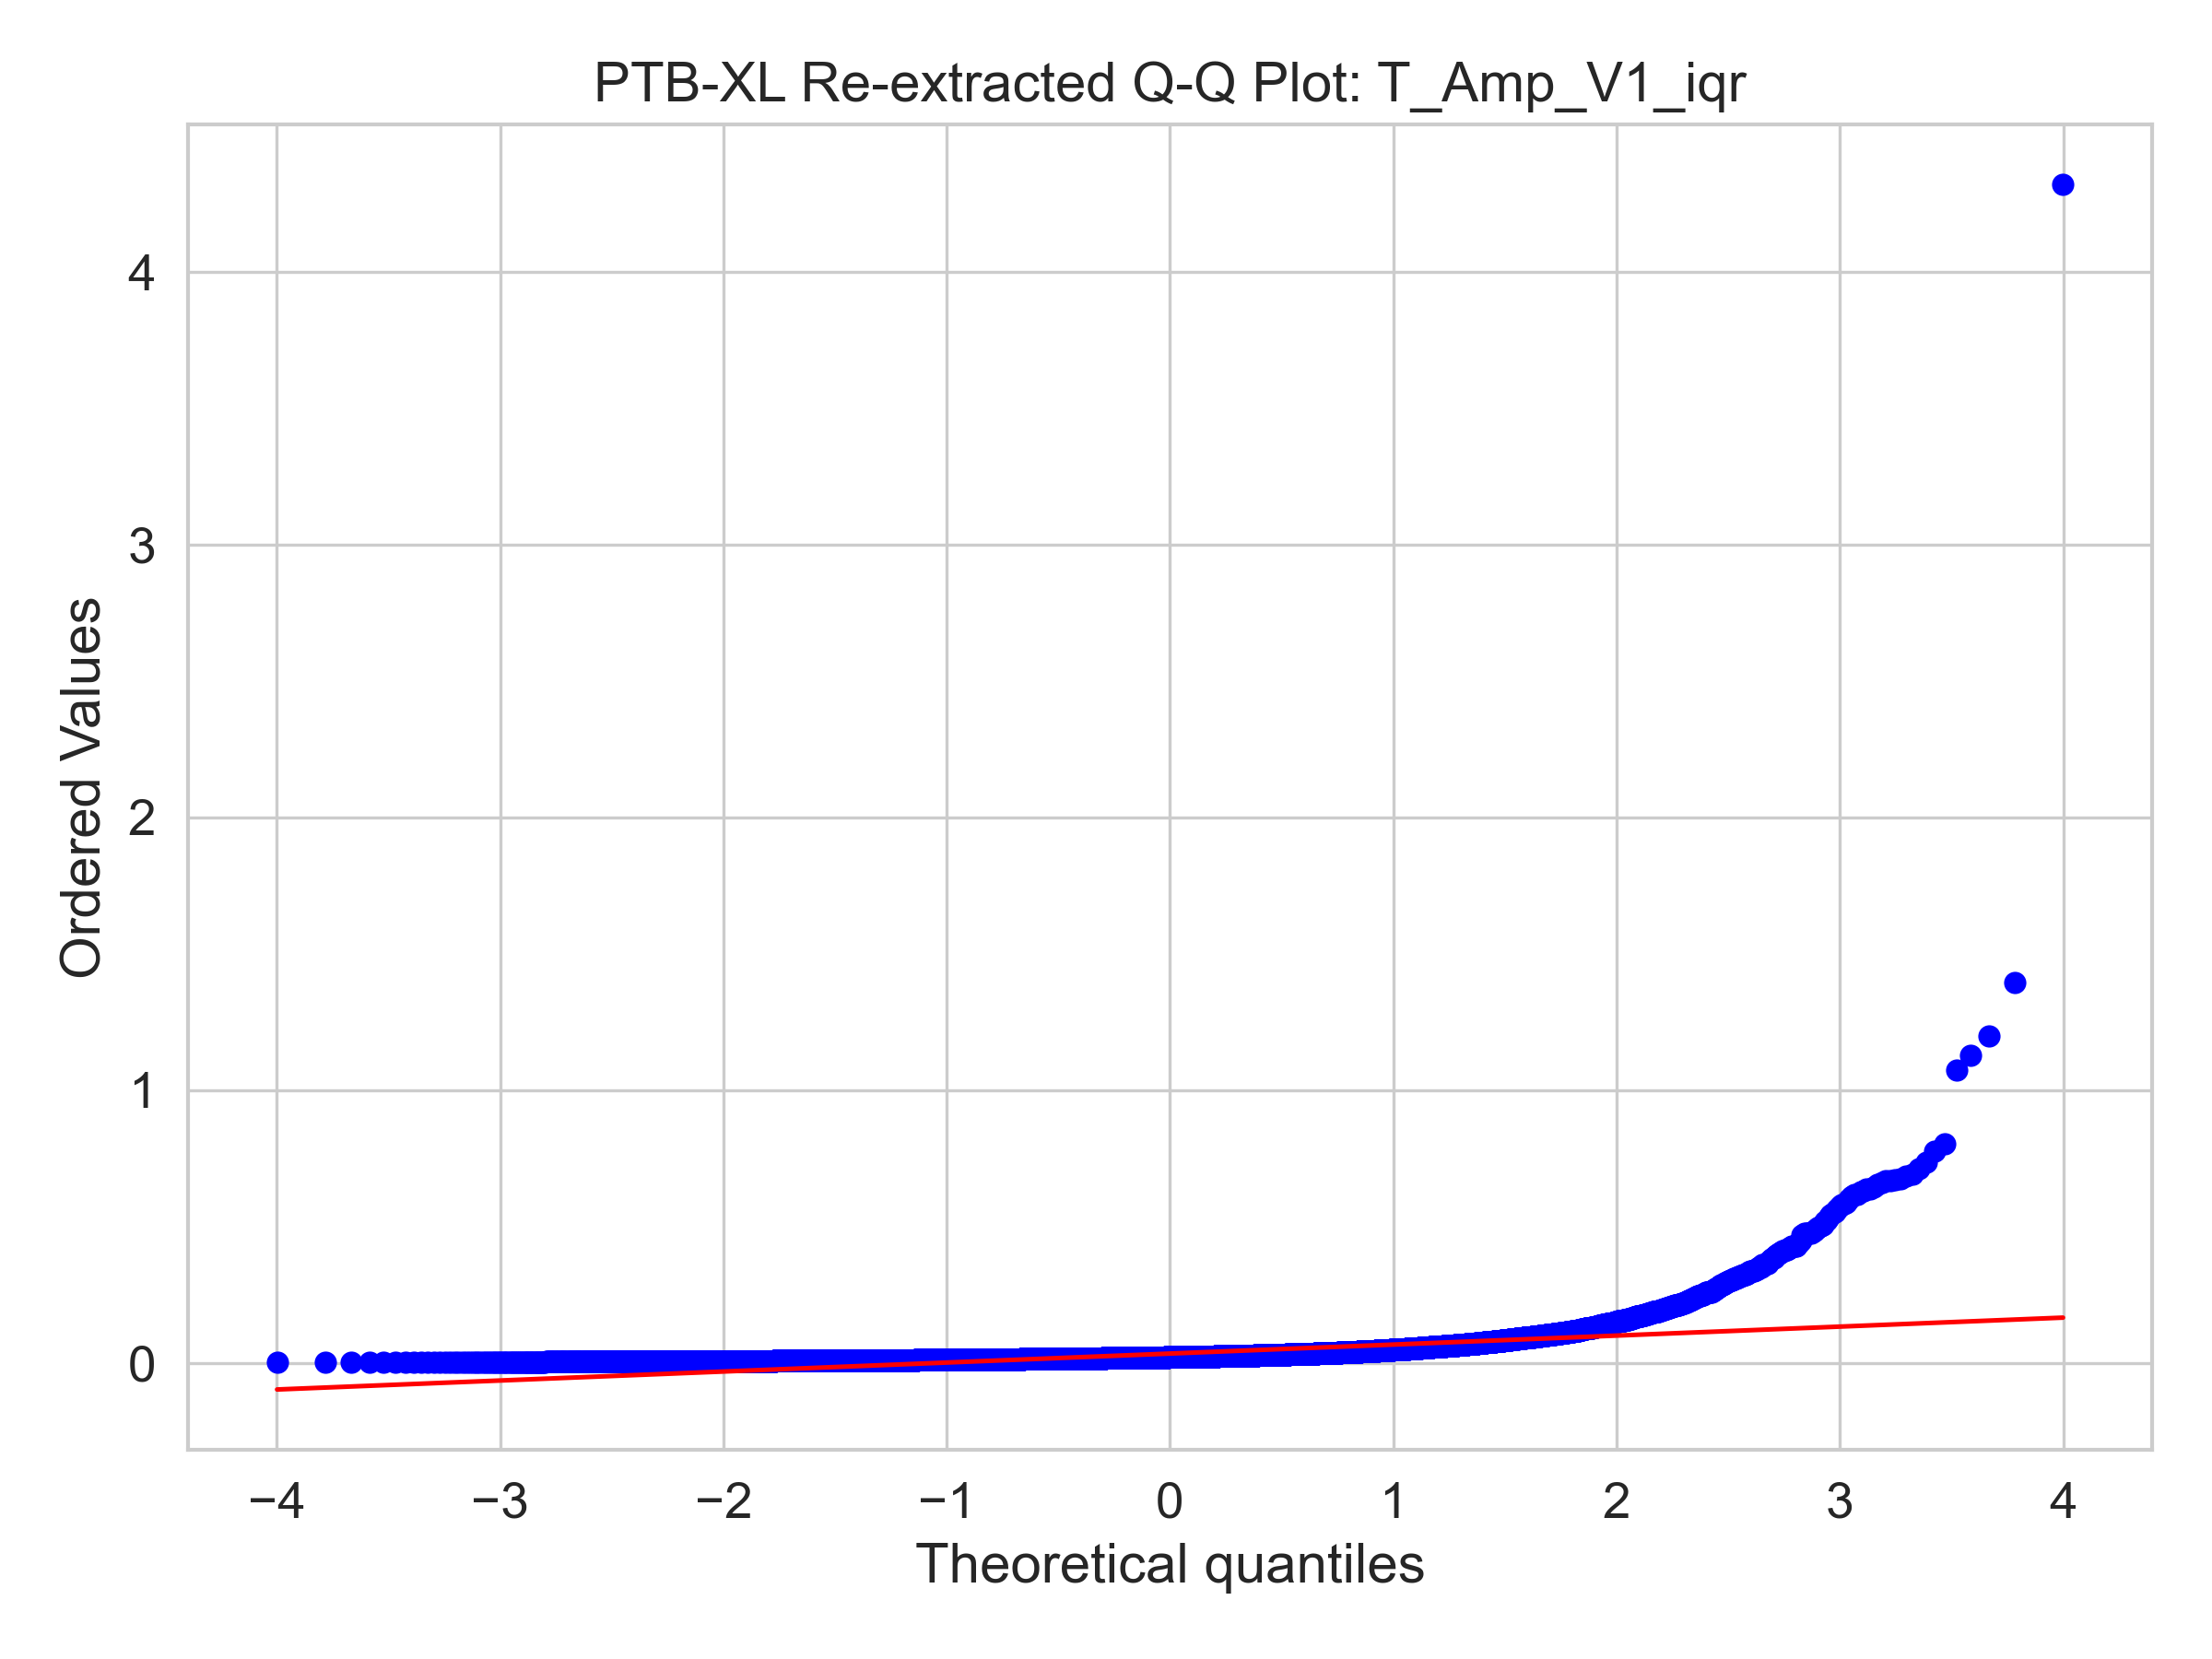 PTB-XL Re-extracted Q-Q Plot: T_Amp_V1_iqr
4
3
2
1
0
Ordered Values
−4 −3 −2 −1 0 1 2 3 4
Theoretical quantiles